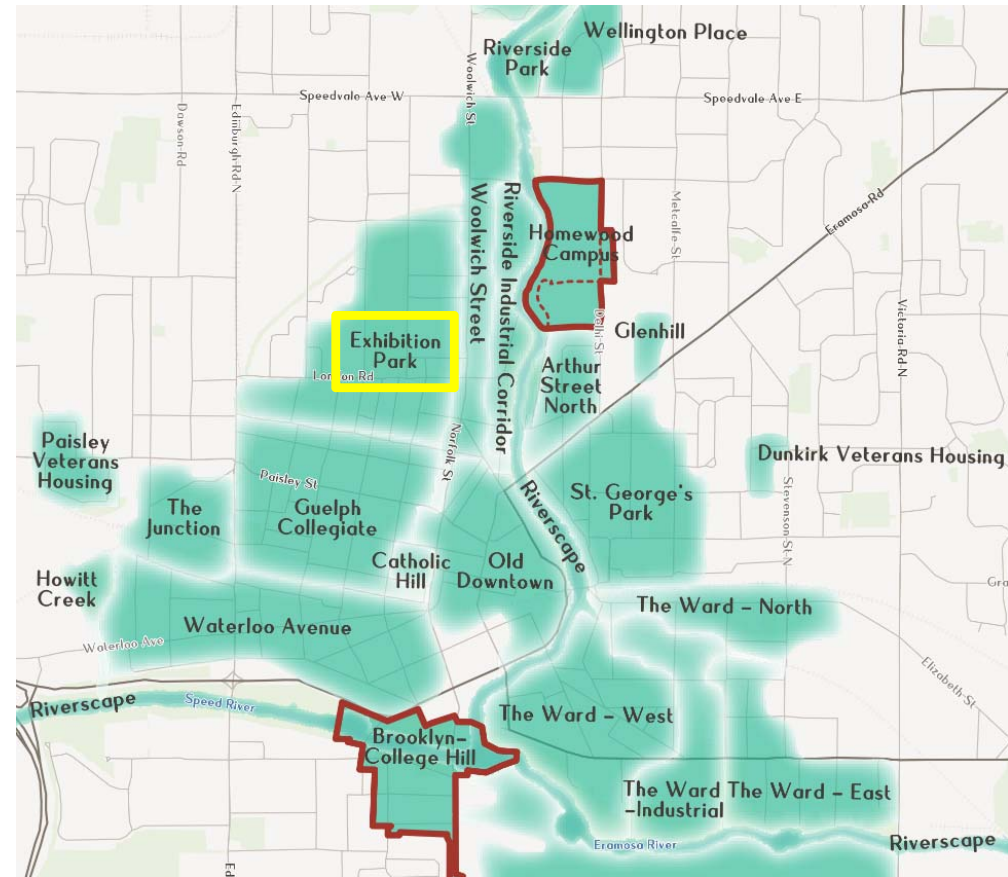 Wellington Place
Riverside
Park
Woolwich St
Speedvale Ave W
Speedvale Ave E
Dawson-Rd
Edinburgh-Rd-N
Woolwich Street
Riverside Industrial Corridor
Metcalfe-St
Eramosa-Rd
Homewood
Campus
Delhi-St
Glenhill
Victoria-Rd-N
Exhibition
Park
London Rd
Arthur
Street
North
Norfolk St
Paisley
Veterans
Housing
Paisley St
Dunkirk Veterans Housing
The
Junction
Guelph
Collegiate
Riverscape
St. George's
Park
Stevenson-St-N
Catholic
Hill
Old
Downtown
Howitt
Creek
Gra
The Ward - North
Waterloo Avenue
Waterloo Ave
Elizabeth-St
Riverscape
Speed River
The Ward - West
Brooklyn-
College Hill
The Ward
-Industrial
The Ward - East
Eramosa River
Riverscape
Ed